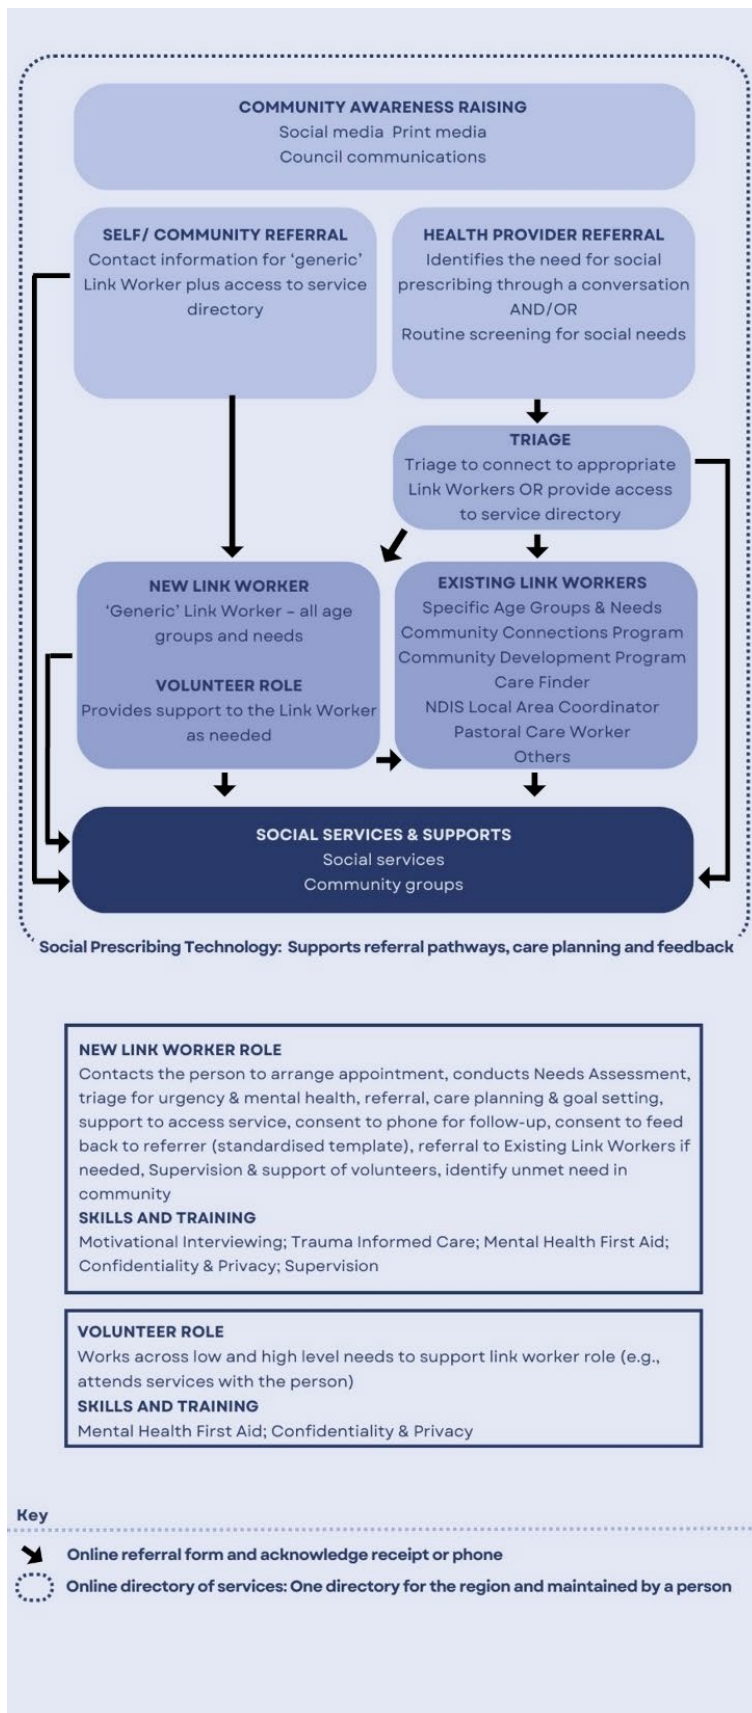 COMMUNITY AWARENESS RAISING
Social media Print media
Council communications
SELF/ COMMUNITY REFERRAL
Contact information for ‘generic’
Link Worker plus access to service
directory
HEALTH PROVIDER REFERRAL
Identifies the need for social
prescribing through a conversation
AND/OR
Routine screening for social needs
TRIAGE
Triage to connect to appropriate
Link Workers OR provide access
to service directory
NEW LINK WORKER
‘Generic’ Link Worker – all age
groups and needs
VOLUNTEER ROLE
Provides support to the Link Worker
as needed
EXISTING LINK WORKERS
Specific Age Groups & Needs
Community Connections Program
Community Development Program
Care Finder
NDIS Local Area Coordinator
Pastoral Care Worker
Others
SOCIAL SERVICES & SUPPORTS
Social services
Community groups
Social Prescribing Technology: Supports referral pathways, care planning and feedback
NEW LINK WORKER ROLE
Contacts the person to arrange appointment, conducts Needs Assessment,
triage for urgency & mental health, referral, care planning & goal setting,
support to access service, consent to phone for follow-up, consent to feed
back to referrer (standardised template), referral to Existing Link Workers if
needed, Supervision & support of volunteers, identify unmet need in
community
SKILLS AND TRAINING
Motivational Interviewing; Trauma Informed Care; Mental Health First Aid;
Confidentiality & Privacy; Supervision
VOLUNTEER ROLE
Works across low and high level needs to support link worker role (e.g.,
attends services with the person)
SKILLS AND TRAINING
Mental Health First Aid; Confidentiality & Privacy
Key
Online referral form and acknowledge receipt or phone
Online directory of services: One directory for the region and maintained by a person